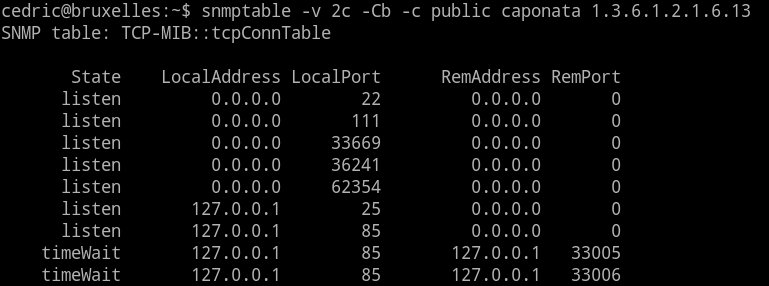 cedric@bruxelles:~$ snmptable -v 2c -Cb -c public caponata 1.3.6.1.2.1.6.13
SNMP table: TCP-MIB::tcpConnTable
State LocalAddress LocalPort RemAddress RemPort
listen 0.0.0.0 22 0.0.0.0 0
listen 0.0.0.0 111 0.0.0.0 0
listen 0.0.0.0 33669 0.0.0.0 0
listen 0.0.0.0 36241 0.0.0.0 0
listen 0.0.0.0 62354 0.0.0.0 0
listen 127.0.0.1 25 0.0.0.0 0
listen 127.0.0.1 85 0.0.0.0 0
timeWait 127.0.0.1 85 127.0.0.1 33005
timeWait 127.0.0.1 85 127.0.0.1 33006